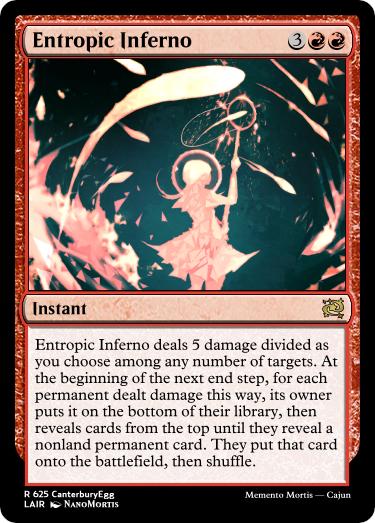 Entropic Inferno 3
Instant
Entropic Inferno deals 5 damage divided as
you choose among any number of targets. At
the beginning of the next end step, for each
permanent dealt damage this way, its owner
puts it on the bottom of their library, then
reveals cards from the top until they reveal a
nonland permanent card. They put that card
onto the battlefield, then shuffle.
R 625 CanterburyEgg
LAIR NanoMortis
Memento Mortis — Cajun